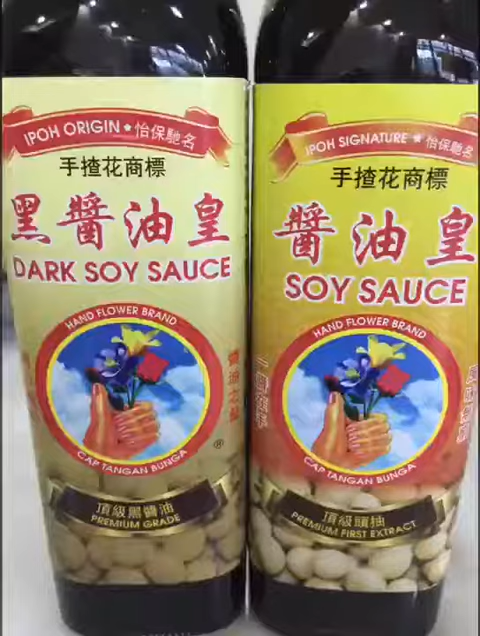 IPOH ORIGIN ★ 怡保馳名
手揸花商標
黑醬油皇
DARK SOY SAUCE
HAND FLOWER BRAND
CAP TANGAN BUNGA
®
頂級黑醬油
PREMIUM GRADE
IPOH SIGNATURE ★ 怡保馳名
手揸花商標
醬油皇
SOY SAUCE
HAND FLOWER BRAND
CAP TANGAN BUNGA
頂級頭抽
PREMIUM FIRST EXTRACT